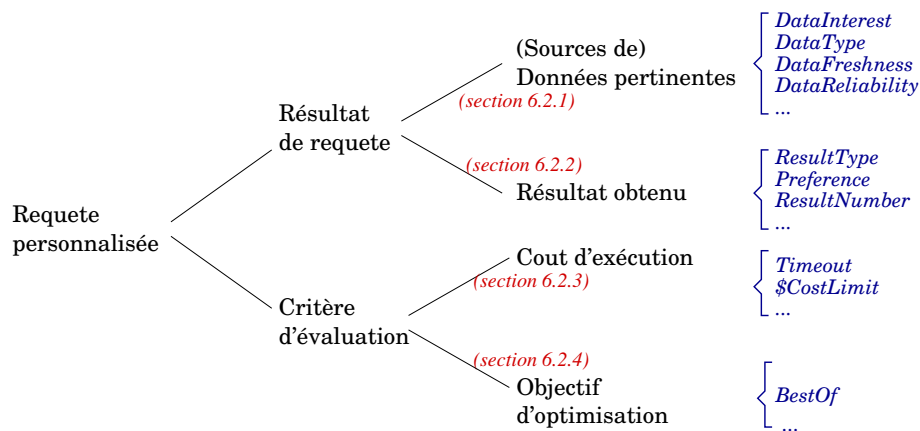 Requete
personnalisée
Résultat
de requete
Critère
d'évaluation
(Sources de)
Données pertinentes
(section 6.2.1)
DataInterest
DataType
DataFreshness
DataReliability
...
(section 6.2.2)
Résultat obtenu
ResultType
Preference
ResultNumber
...
Cout d'exécution
(section 6.2.3)
Timeout
$CostLimit
...
(section 6.2.4)
Objectif
d'optimisation
BestOf
...